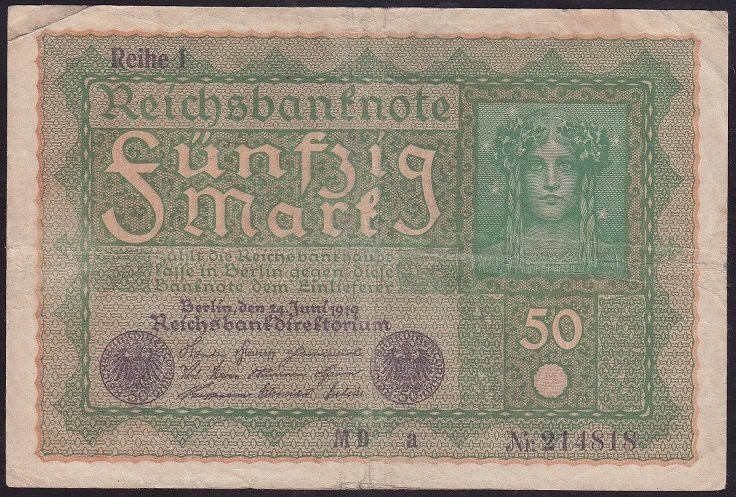 Reihe 1
Reichsbanknote
Fünfzig
Mark
zahlt die Reichsbankhaupt
kasse in Berlin gegen diese
Banknote dem Einlieferer
Berlin, den 24. Juni 1919
Reichsbankdirektorium
50
MD a
№ 214818